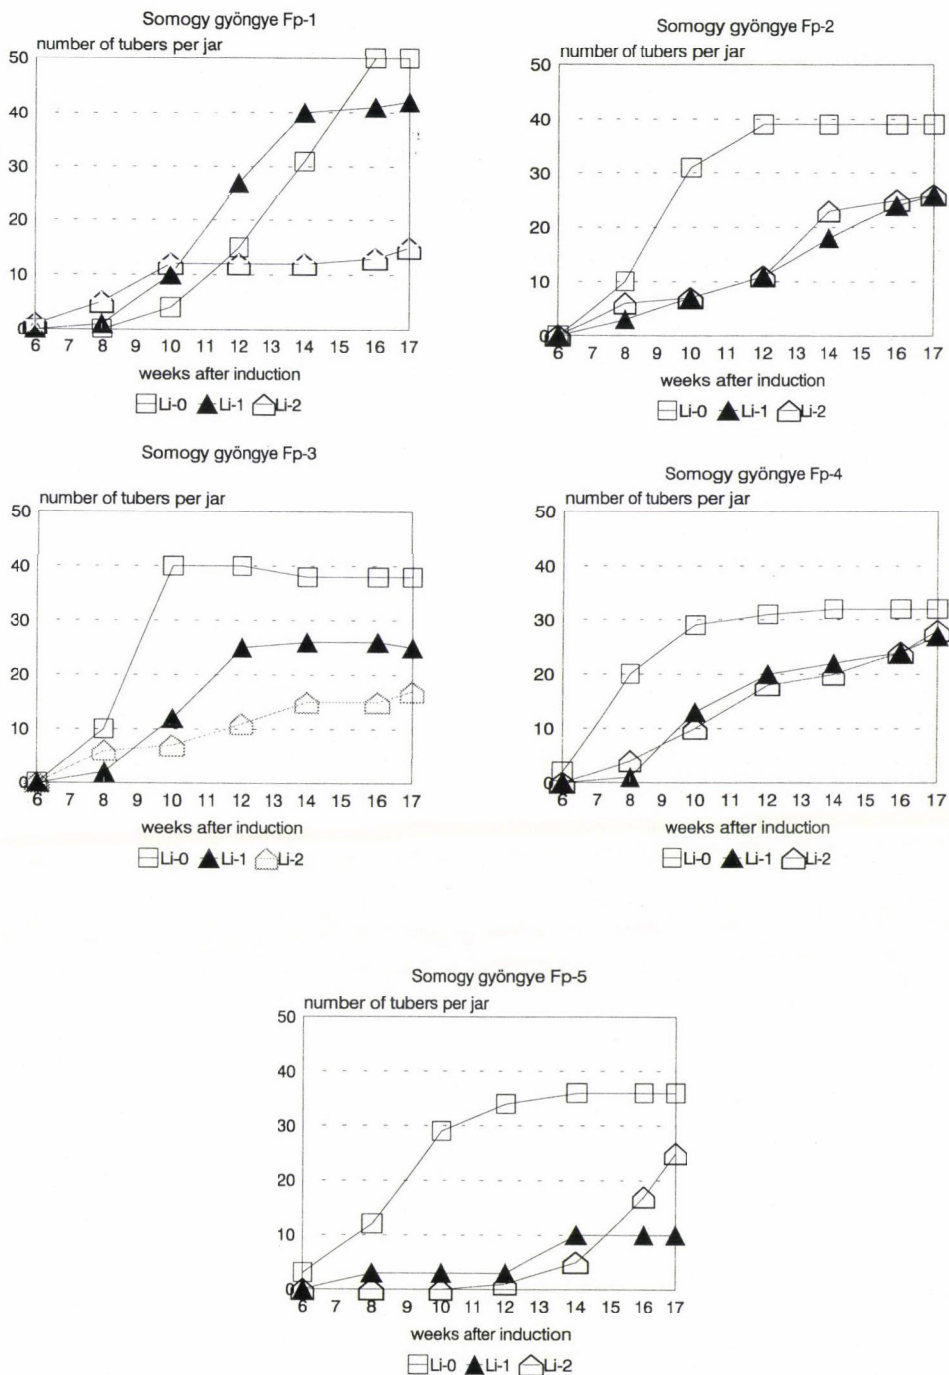 Somogy gyöngye Fp-1
number of tubers per jar
50
40
30
20
10
0
6 7 8 9 10 11 12 13 14 15 16 17
weeks after induction
Li-0 Li-1 Li-2
Somogy gyöngye Fp-2
number of tubers per jar
50
40
30
20
10
0
6 7 8 9 10 11 12 13 14 15 16 17
weeks after induction
Li-0 Li-1 Li-2
Somogy gyöngye Fp-3
number of tubers per jar
50
40
30
20
10
0
6 7 8 9 10 11 12 13 14 15 16 17
weeks after induction
Li-0 Li-1 Li-2
Somogy gyöngye Fp-4
number of tubers per jar
50
40
30
20
10
0
6 7 8 9 10 11 12 13 14 15 16 17
weeks after induction
Li-0 Li-1 Li-2
Somogy gyöngye Fp-5
number of tubers per jar
50
40
30
20
10
0
6 7 8 9 10 11 12 13 14 15 16 17
weeks after induction
Li-0 Li-1 Li-2